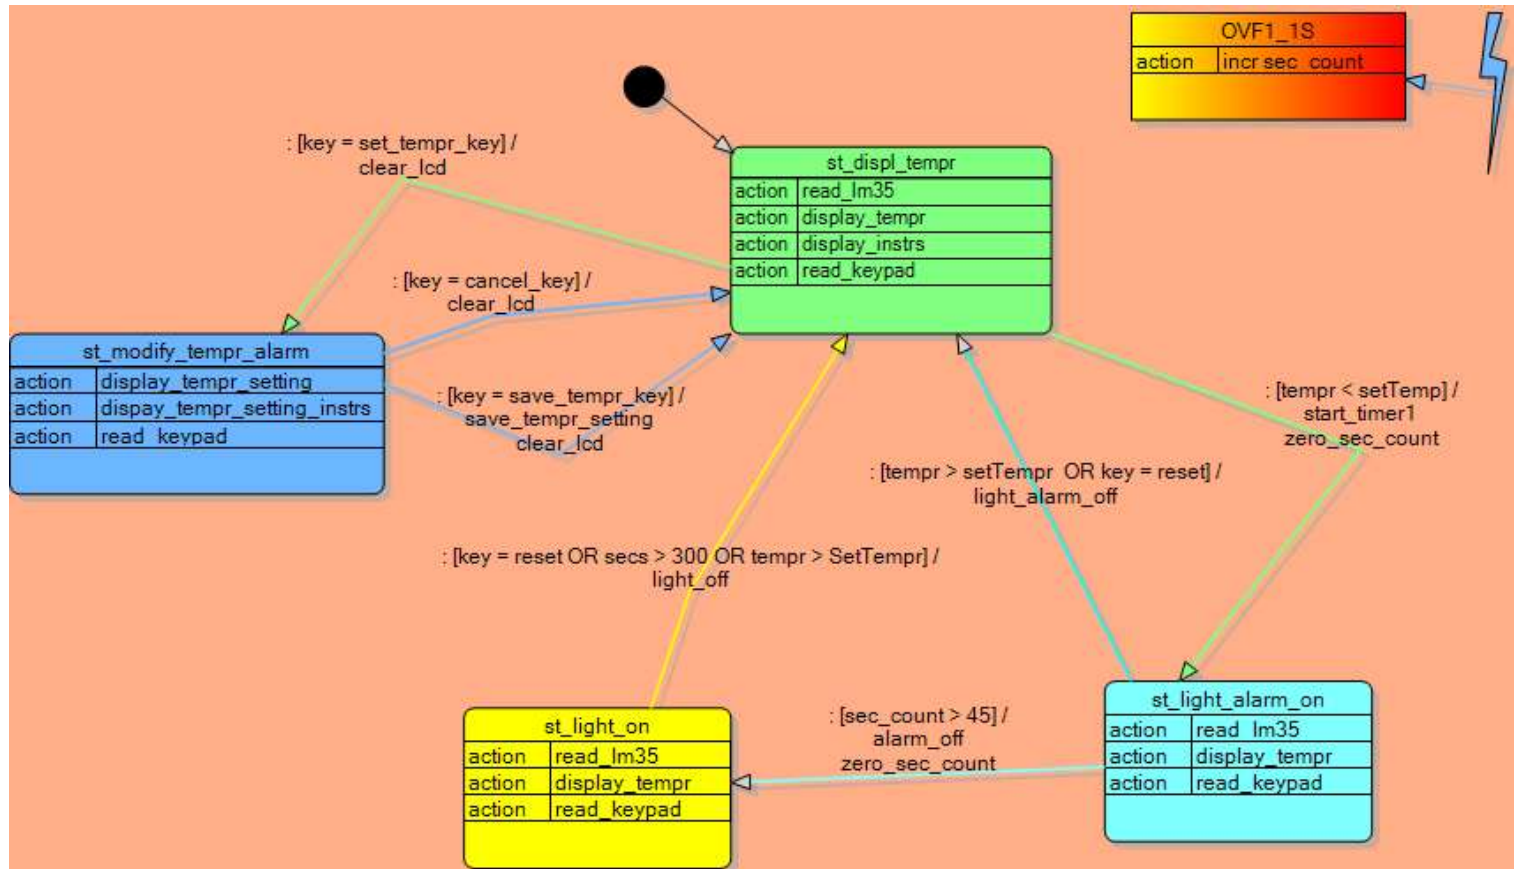 OVF1_1S
action incr sec_count
: [key = set_tempr_key] /
clear_lcd
st_displ_tempr
action read_lm35
action display_tempr
action display_instrs
action read_keypad
: [key = cancel_key] /
clear_lcd
st_modify_tempr_alarm
action display_tempr_setting
action dispay_tempr_setting_instrs
action read_keypad
: [key = save_tempr_key] /
save_tempr_setting
clear_lcd
: [tempr < setTemp] /
start_timer1
zero_sec_count
: [tempr > setTempr OR key = reset] /
light_alarm_off
: [key = reset OR secs > 300 OR tempr > SetTempr] /
light_off
st_light_on
action read_lm35
action display_tempr
action read_keypad
: [sec_count > 45] /
alarm_off
zero_sec_count
st_light_alarm_on
action read_lm35
action display_tempr
action read_keypad